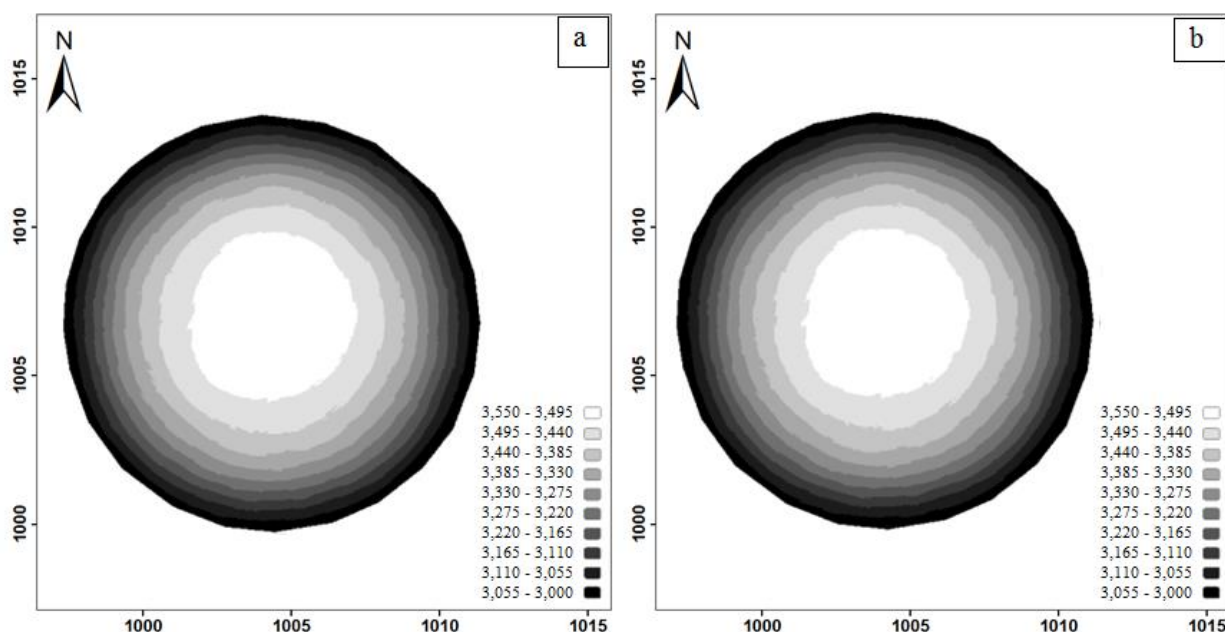 a
N
1015
1010
1005
1000
3,550 - 3,495
3,495 - 3,440
3,440 - 3,385
3,385 - 3,330
3,330 - 3,275
3,275 - 3,220
3,220 - 3,165
3,165 - 3,110
3,110 - 3,055
3,055 - 3,000
1000 1005 1010 1015
b
N
1015
1010
1005
1000
3,550 - 3,495
3,495 - 3,440
3,440 - 3,385
3,385 - 3,330
3,330 - 3,275
3,275 - 3,220
3,220 - 3,165
3,165 - 3,110
3,110 - 3,055
3,055 - 3,000
1000 1005 1010 1015